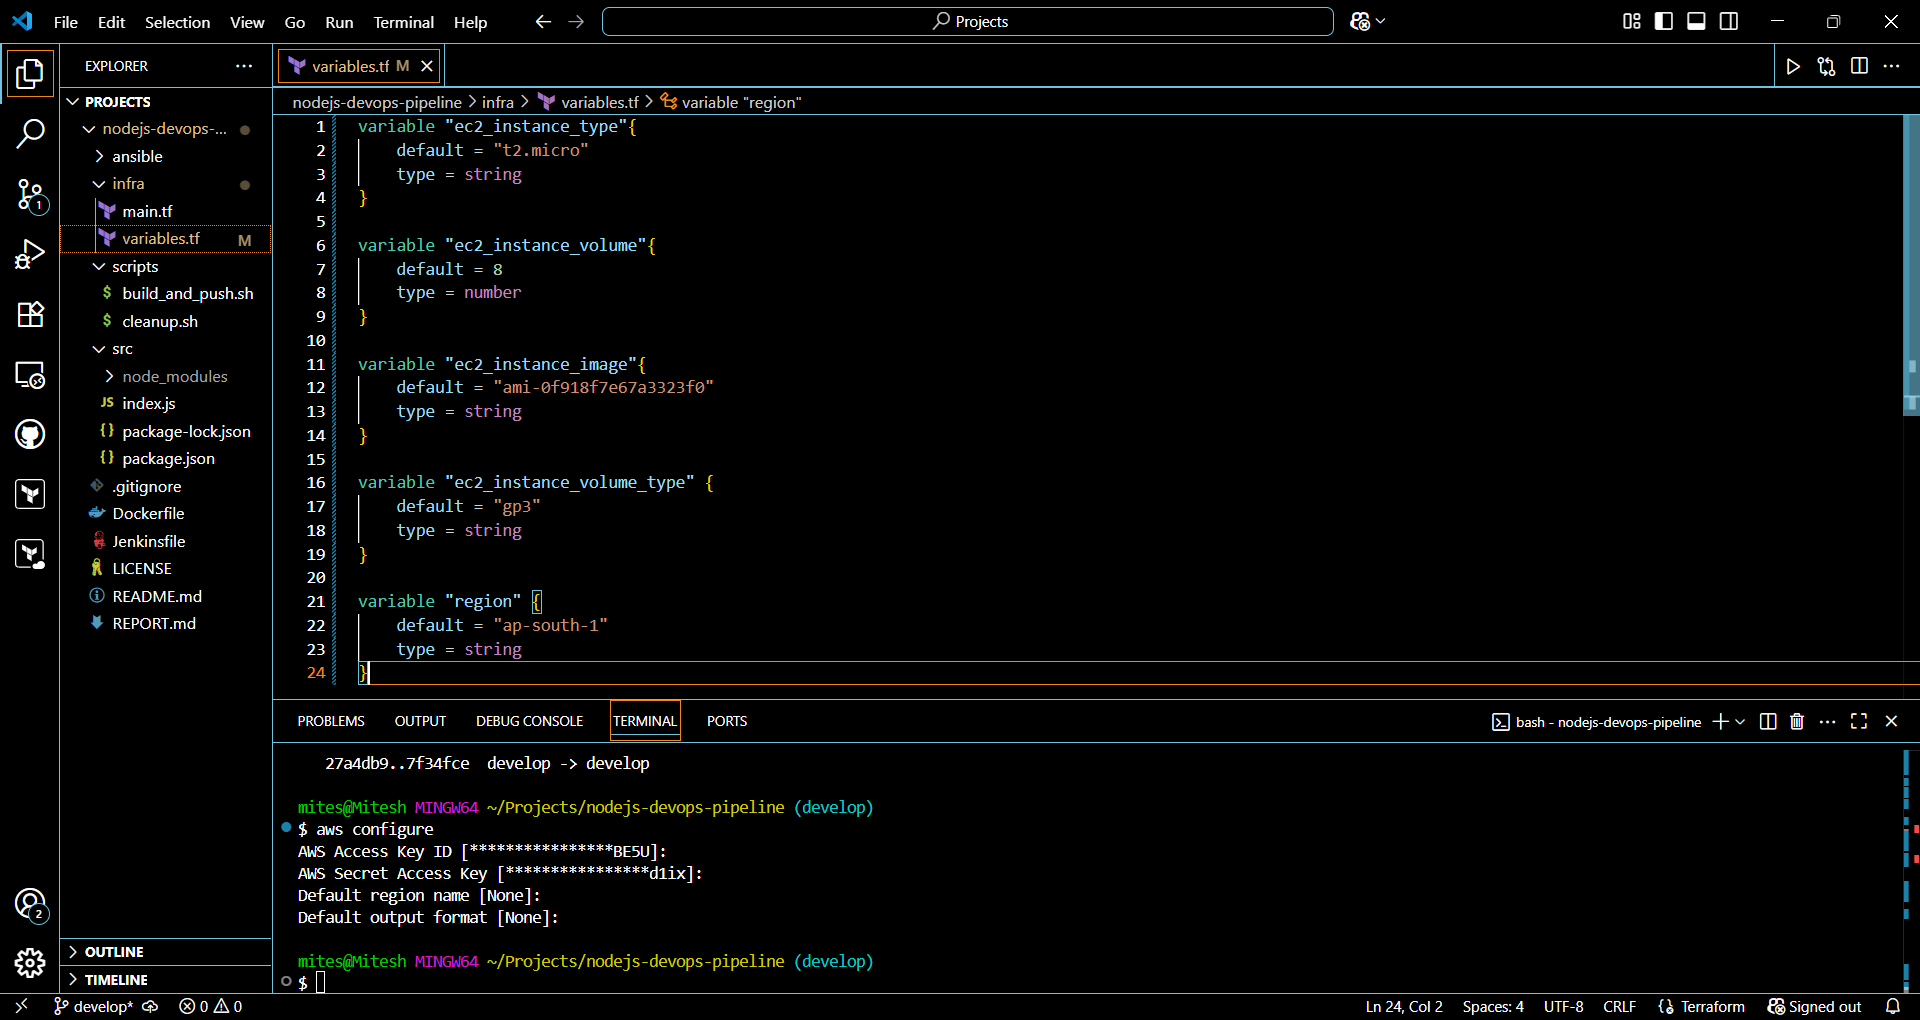 File Edit Selection View Go Run Terminal Help
Projects
EXPLORER
PROJECTS
nodejs-devops-...
ansible
infra
main.tf
variables.tf M
scripts
$ build_and_push.sh
$ cleanup.sh
src
node_modules
JS index.js
{} package-lock.json
{} package.json
.gitignore
Dockerfile
Jenkinsfile
LICENSE
README.md
REPORT.md
OUTLINE
TIMELINE
1
2
variables.tf M
nodejs-devops-pipeline > infra > variables.tf > variable "region"
1 variable "ec2_instance_type"{
2 default = "t2.micro"
3 type = string
4 }
5
6 variable "ec2_instance_volume"{
7 default = 8
8 type = number
9 }
10
11 variable "ec2_instance_image"{
12 default = "ami-0f918f7e67a3323f0"
13 type = string
14 }
15
16 variable "ec2_instance_volume_type" {
17 default = "gp3"
18 type = string
19 }
20
21 variable "region" {
22 default = "ap-south-1"
23 type = string
24 }
PROBLEMS OUTPUT DEBUG CONSOLE TERMINAL PORTS
bash - nodejs-devops-pipeline
27a4db9..7f34fce develop -> develop
mites@Mitesh MINGW64 ~/Projects/nodejs-devops-pipeline (develop)
$ aws configure
AWS Access Key ID [****************BE5U]:
AWS Secret Access Key [****************d1ix]:
Default region name [None]:
Default output format [None]:
mites@Mitesh MINGW64 ~/Projects/nodejs-devops-pipeline (develop)
$
develop* 0 0
Ln 24, Col 2 Spaces: 4 UTF-8 CRLF {} Terraform Signed out